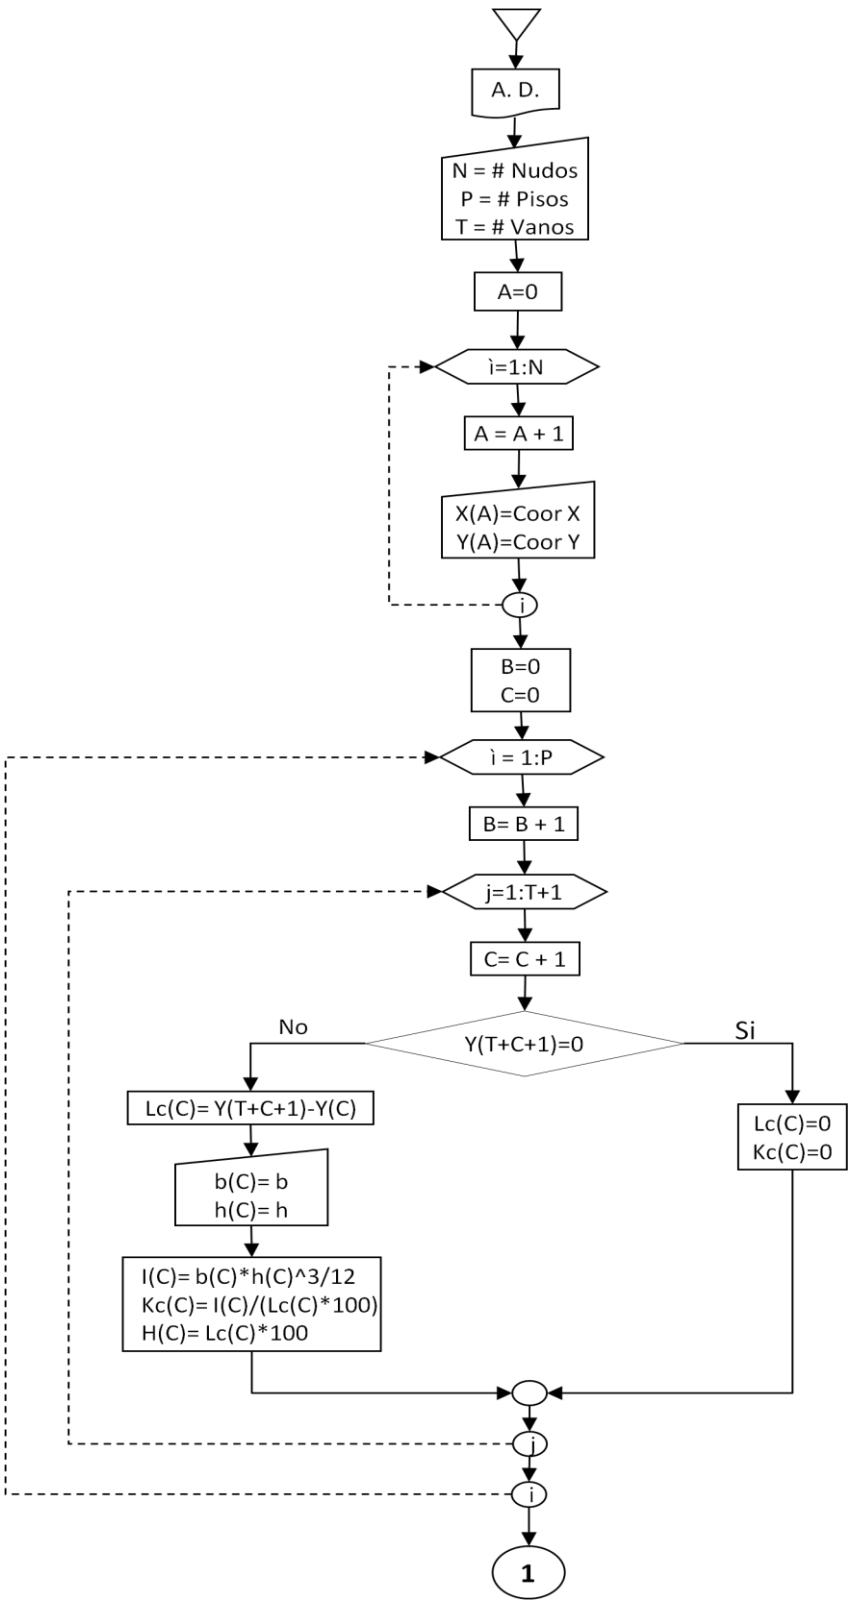 A. D.
N = # Nudos
P = # Pisos
T = # Vanos
A=0
ì=1:N
A = A + 1
X(A)=Coor X
Y(A)=Coor Y
i
B=0
C=0
ì = 1:P
B= B + 1
j=1:T+1
C= C + 1
Y(T+C+1)=0
No
Si
Lc(C)= Y(T+C+1)-Y(C)
b(C)= b
h(C)= h
I(C)= b(C)*h(C)^3/12
Kc(C)= I(C)/(Lc(C)*100)
H(C)= Lc(C)*100
Lc(C)=0
Kc(C)=0
j
i
1